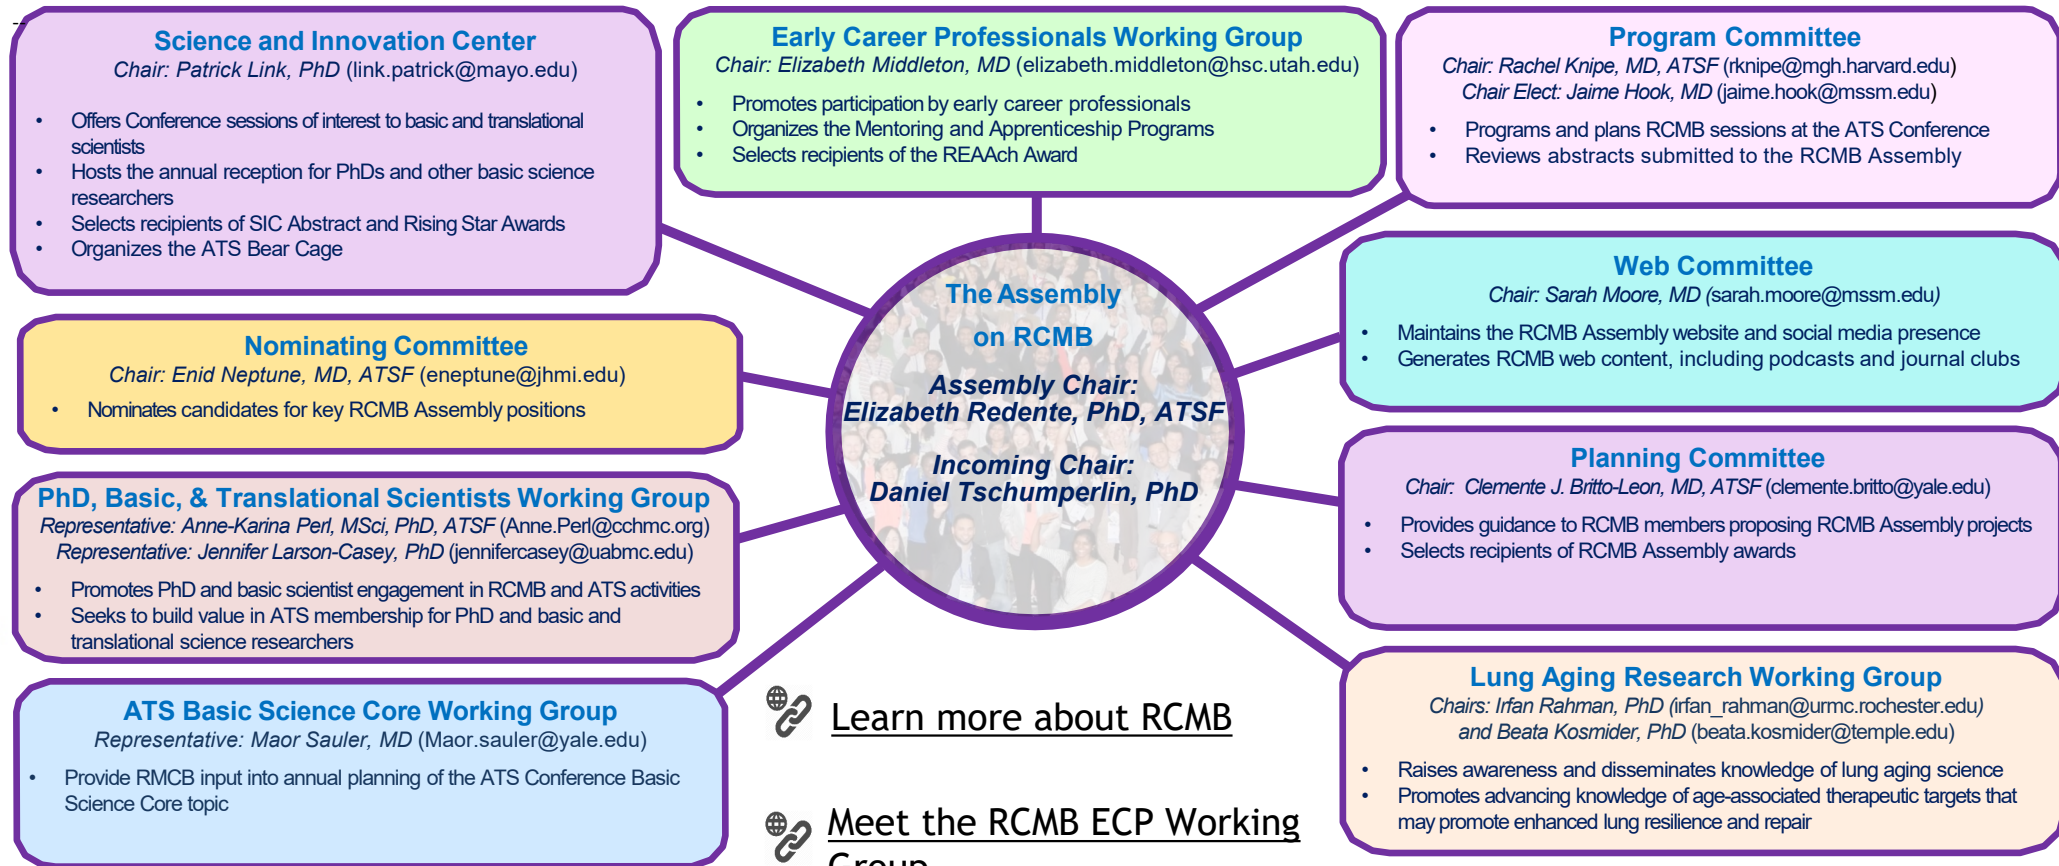 --
Science and Innovation Center
Chair: Patrick Link, PhD (link.patrick@mayo.edu)
• Offers Conference sessions of interest to basic and translational
scientists
• Hosts the annual reception for PhDs and other basic science
researchers
• Selects recipients of SIC Abstract and Rising Star Awards
• Organizes the ATS Bear Cage
Early Career Professionals Working Group
Chair: Elizabeth Middleton, MD (elizabeth.middleton@hsc.utah.edu)
• Promotes participation by early career professionals
• Organizes the Mentoring and Apprenticeship Programs
• Selects recipients of the REAAch Award
Program Committee
Chair: Rachel Knipe, MD, ATSF (rknipe@mgh.harvard.edu)
Chair Elect: Jaime Hook, MD (jaime.hook@mssm.edu)
• Programs and plans RCMB sessions at the ATS Conference
• Reviews abstracts submitted to the RCMB Assembly
Nominating Committee
Chair: Enid Neptune, MD, ATSF (eneptune@jhmi.edu)
• Nominates candidates for key RCMB Assembly positions
The Assembly
on RCMB
Assembly Chair:
Elizabeth Redente, PhD, ATSF
Incoming Chair:
Daniel Tschumperlin, PhD
Web Committee
Chair: Sarah Moore, MD (sarah.moore@mssm.edu)
• Maintains the RCMB Assembly website and social media presence
• Generates RCMB web content, including podcasts and journal clubs
PhD, Basic, & Translational Scientists Working Group
Representative: Anne-Karina Perl, MSci, PhD, ATSF (Anne.Perl@cchmc.org)
Representative: Jennifer Larson-Casey, PhD (jennifercasey@uabmc.edu)
• Promotes PhD and basic scientist engagement in RCMB and ATS activities
• Seeks to build value in ATS membership for PhD and basic and
translational science researchers
Planning Committee
Chair: Clemente J. Britto-Leon, MD, ATSF (clemente.britto@yale.edu)
• Provides guidance to RCMB members proposing RCMB Assembly projects
• Selects recipients of RCMB Assembly awards
ATS Basic Science Core Working Group
Representative: Maor Sauler, MD (Maor.sauler@yale.edu)
• Provide RMCB input into annual planning of the ATS Conference Basic
Science Core topic
Learn more about RCMB
Meet the RCMB ECP Working
Group
Lung Aging Research Working Group
Chairs: Irfan Rahman, PhD (irfan_rahman@urmc.rochester.edu)
and Beata Kosmider, PhD (beata.kosmider@temple.edu)
• Raises awareness and disseminates knowledge of lung aging science
• Promotes advancing knowledge of age-associated therapeutic targets that
may promote enhanced lung resilience and repair